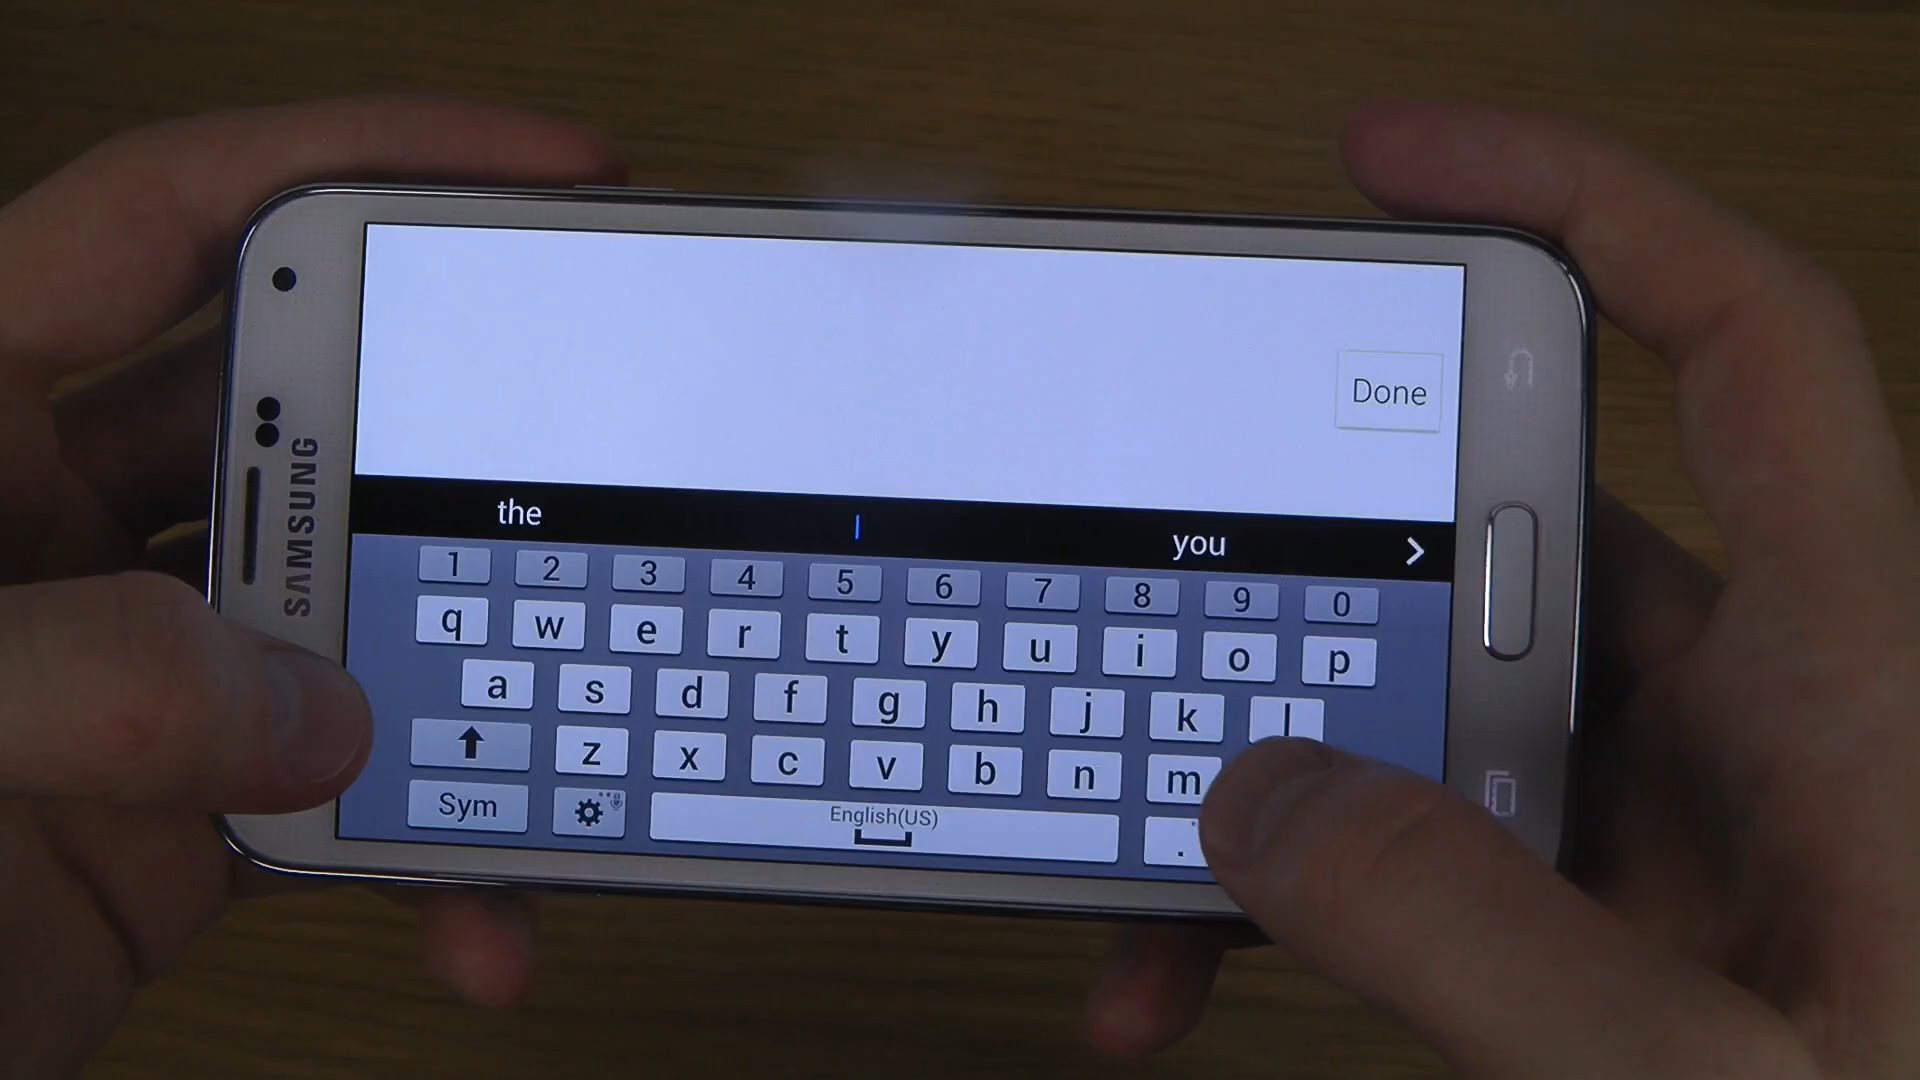 SAMSUNG
Done
the I you
1 2 3 4 5 6 7 8 9 0
q w e r t y u i o p
a s d f g h j k l
z x c v b n m
Sym English(US) .